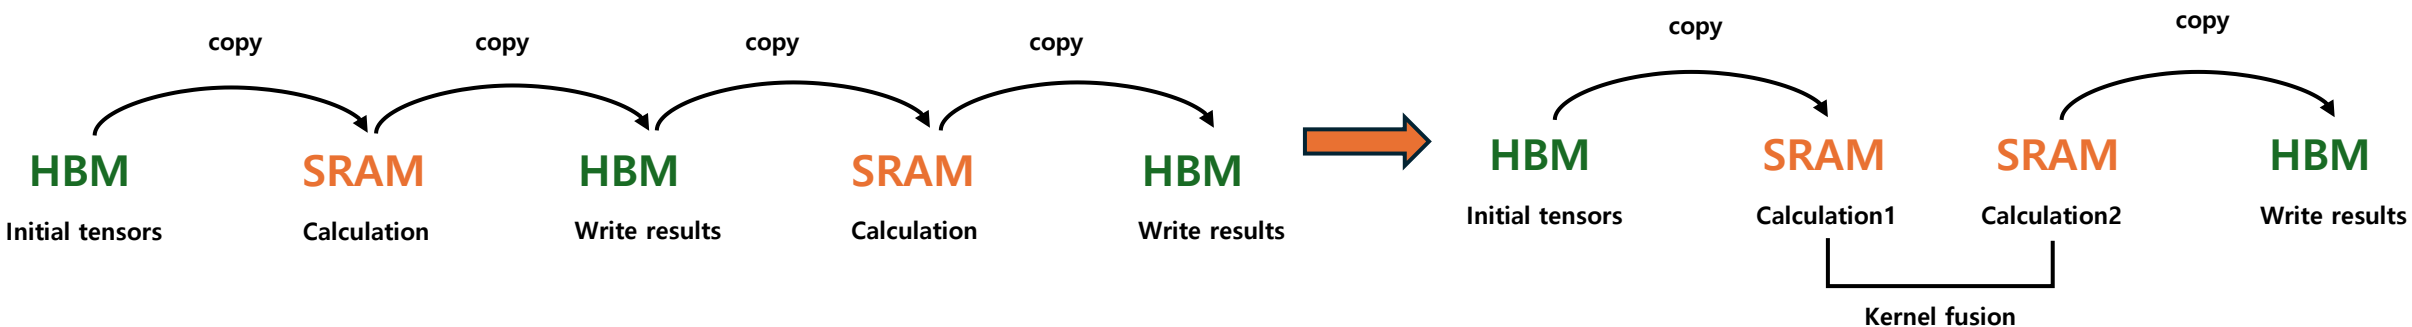 copy
copy
copy
copy
HBM
SRAM
HBM
SRAM
HBM
Initial tensors
Calculation
Write results
Calculation
Write results
copy
copy
HBM
SRAM
SRAM
HBM
Initial tensors
Calculation1
Calculation2
Write results
Kernel fusion